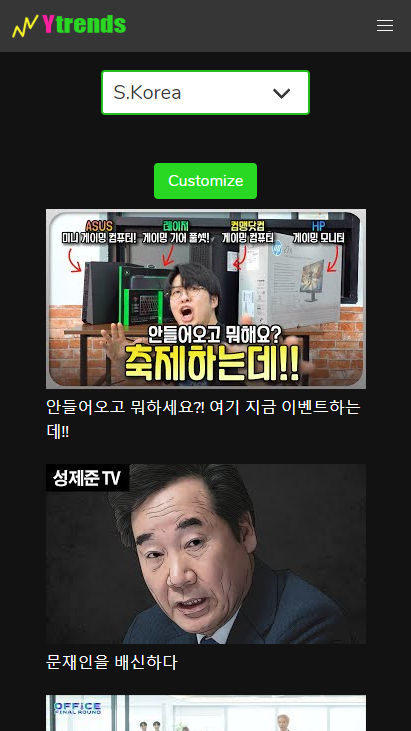 Ytrends
S.Korea
Customize
ASUS 레이저 컴맹닷컴 HP
미니 게이밍 컴퓨터! 게이밍 기어 풀셋! 게이밍 컴퓨터 게이밍 모니터
안들어오고 뭐해요?
축제하는데!!
안들어오고 뭐하세요?! 여기 지금 이벤트하는
데!!
성제준TV
문재인을 배신하다
OFFICE
FINAL ROUND